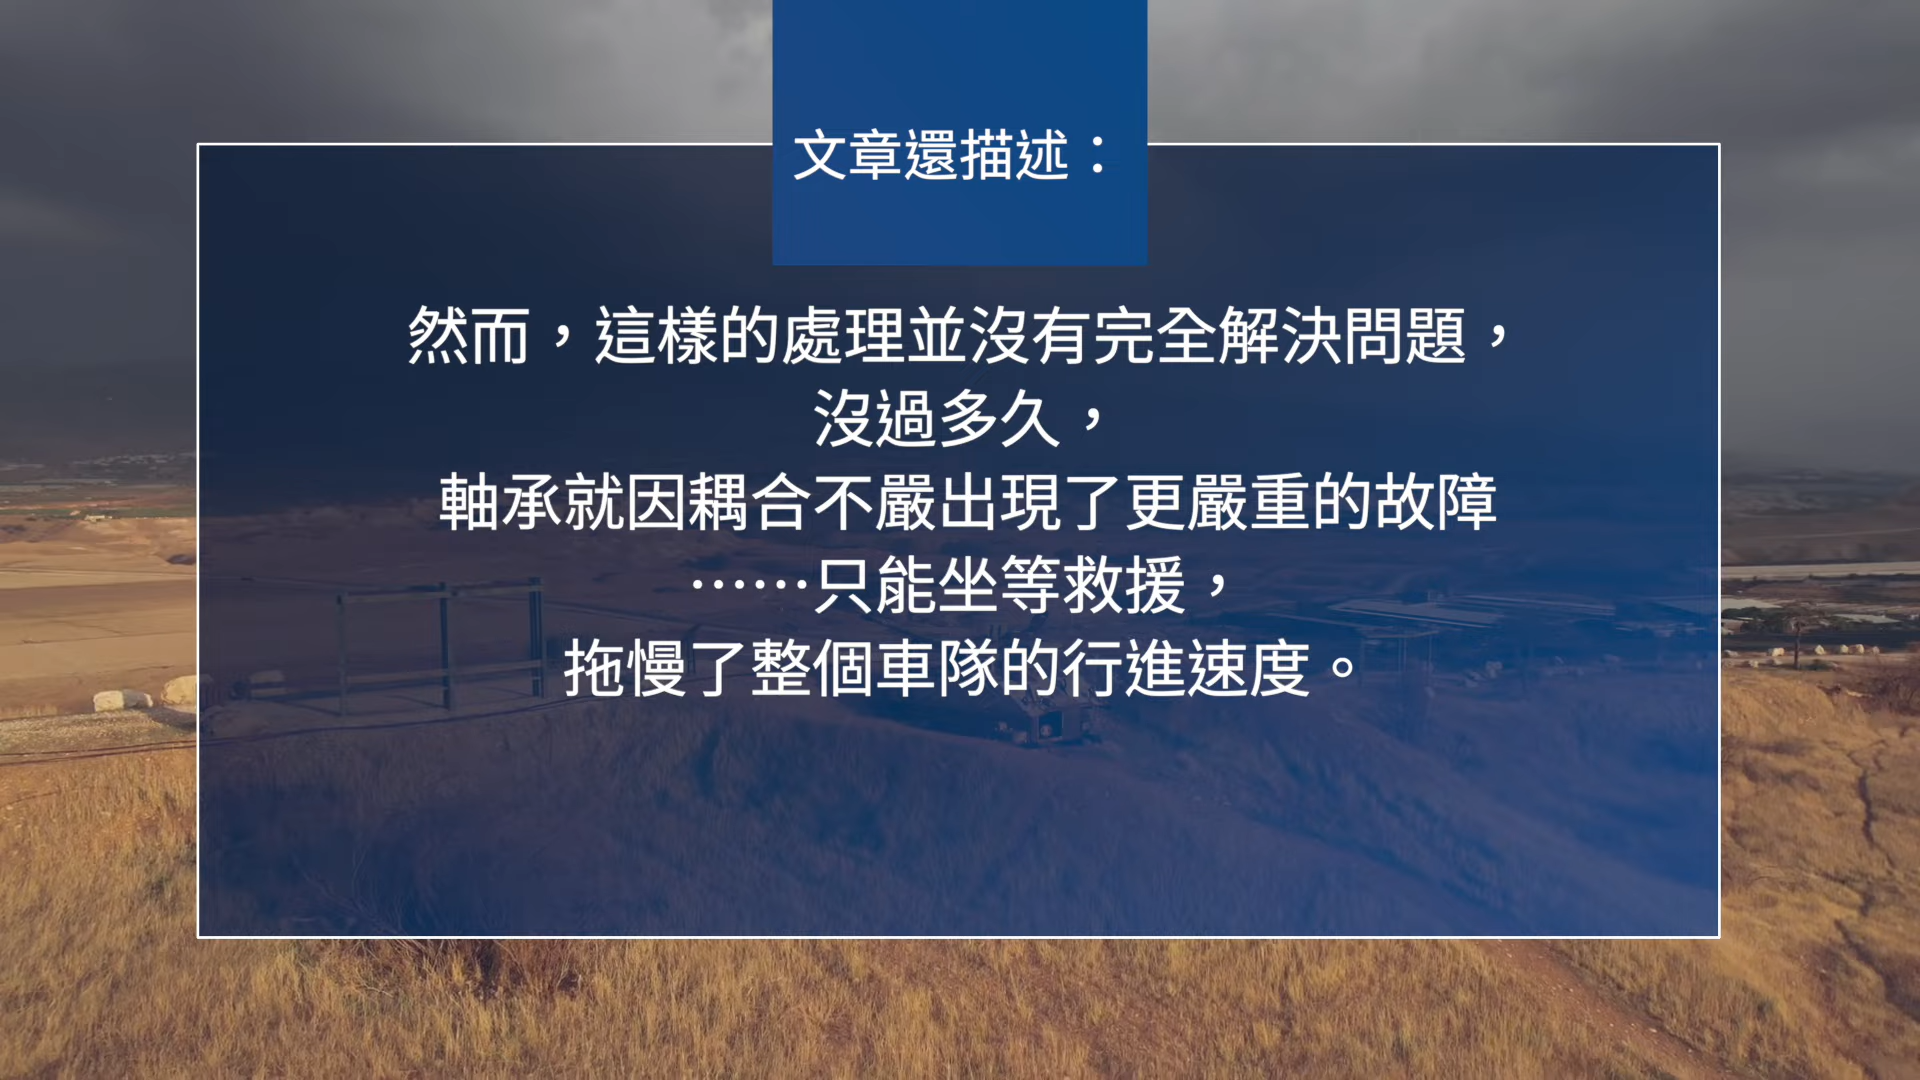 文章還描述：
然而，這樣的處理並沒有完全解決問題，
沒過多久，
軸承就因耦合不嚴出現了更嚴重的故障
⋯⋯只能坐等救援，
拖慢了整個車隊的行進速度。